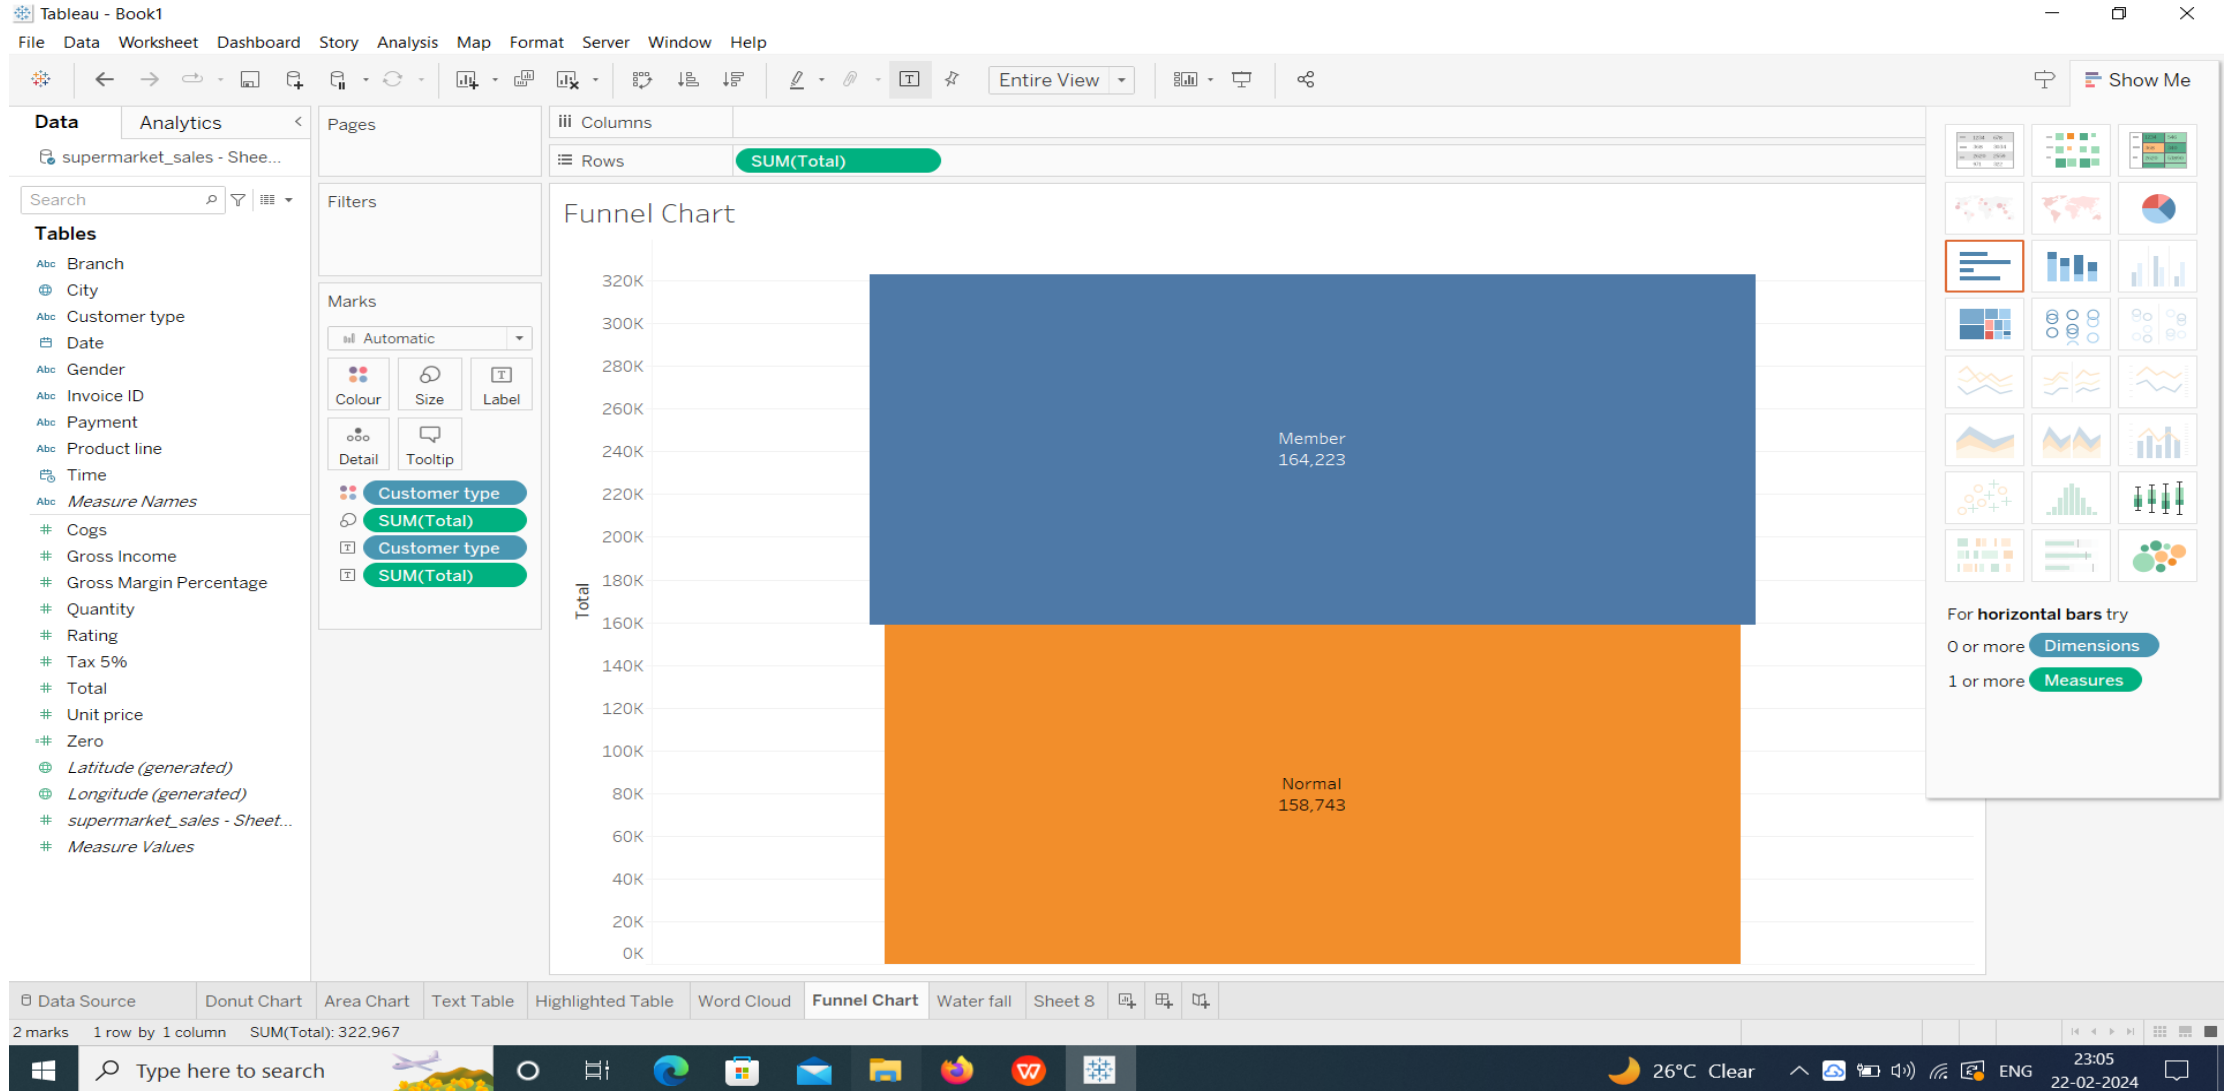 Tableau - Book1
File Data Worksheet Dashboard Story Analysis Map Format Server Window Help
Entire View
Show Me
Data Analytics
supermarket_sales - Shee...
Search
Tables
Abc Branch
City
Abc Customer type
Date
Abc Gender
Abc Invoice ID
Abc Payment
Abc Product line
Time
Abc Measure Names
# Cogs
# Gross Income
# Gross Margin Percentage
# Quantity
# Rating
# Tax 5%
# Total
# Unit price
=# Zero
Latitude (generated)
Longitude (generated)
# supermarket_sales - Sheet...
# Measure Values
Pages
Filters
Marks
Automatic
Colour Size Label
Detail Tooltip
Customer type
SUM(Total)
Customer type
SUM(Total)
Columns
Rows SUM(Total)
Funnel Chart
Total
320K
300K
280K
260K
240K
220K
200K
180K
160K
140K
120K
100K
80K
60K
40K
20K
0K
Member
164,223
Normal
158,743
For horizontal bars try
0 or more Dimensions
1 or more Measures
Data Source Donut Chart Area Chart Text Table Highlighted Table Word Cloud Funnel Chart Water fall Sheet 8
2 marks 1 row by 1 column SUM(Total): 322,967
Type here to search
26°C Clear
ENG
23:05
22-02-2024